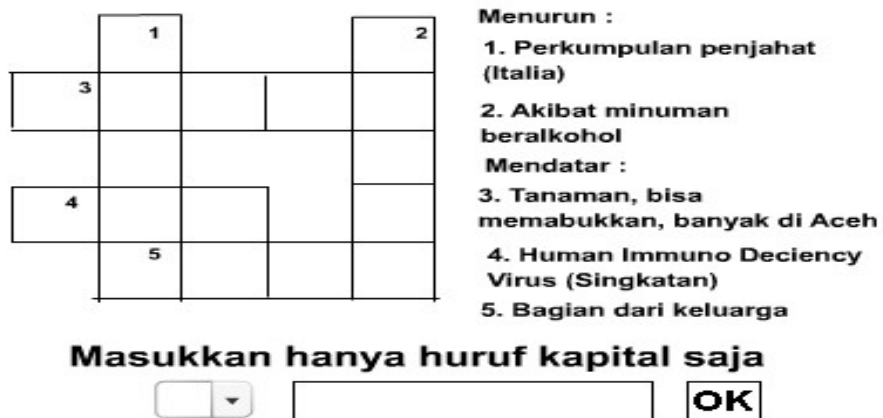 1
2
3
4
5
Menurun :
1. Perkumpulan penjahat
(Italia)
2. Akibat minuman
beralkohol
Mendatar :
3. Tanaman, bisa
memabukkan, banyak di Aceh
4. Human Immuno Deciency
Virus (Singkatan)
5. Bagian dari keluarga
Masukkan hanya huruf kapital saja
OK